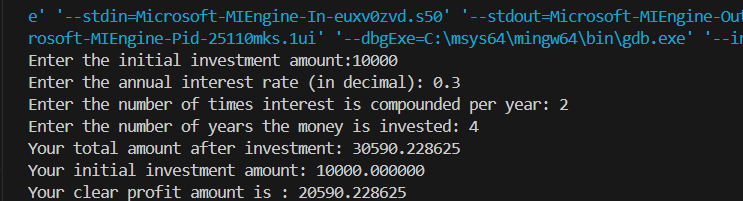 e' '--stdin=Microsoft-MIEngine-In-euxv0zvd.s50' '--stdout=Microsoft-MIEngine-Out
rosoft-MIEngine-Pid-25110mks.1ui' '--dbgExe=C:\msys64\mingw64\bin\gdb.exe' '--in
Enter the initial investment amount:10000
Enter the annual interest rate (in decimal): 0.3
Enter the number of times interest is compounded per year: 2
Enter the number of years the money is invested: 4
Your total amount after investment: 30590.228625
Your initial investment amount: 10000.000000
Your clear profit amount is : 20590.228625